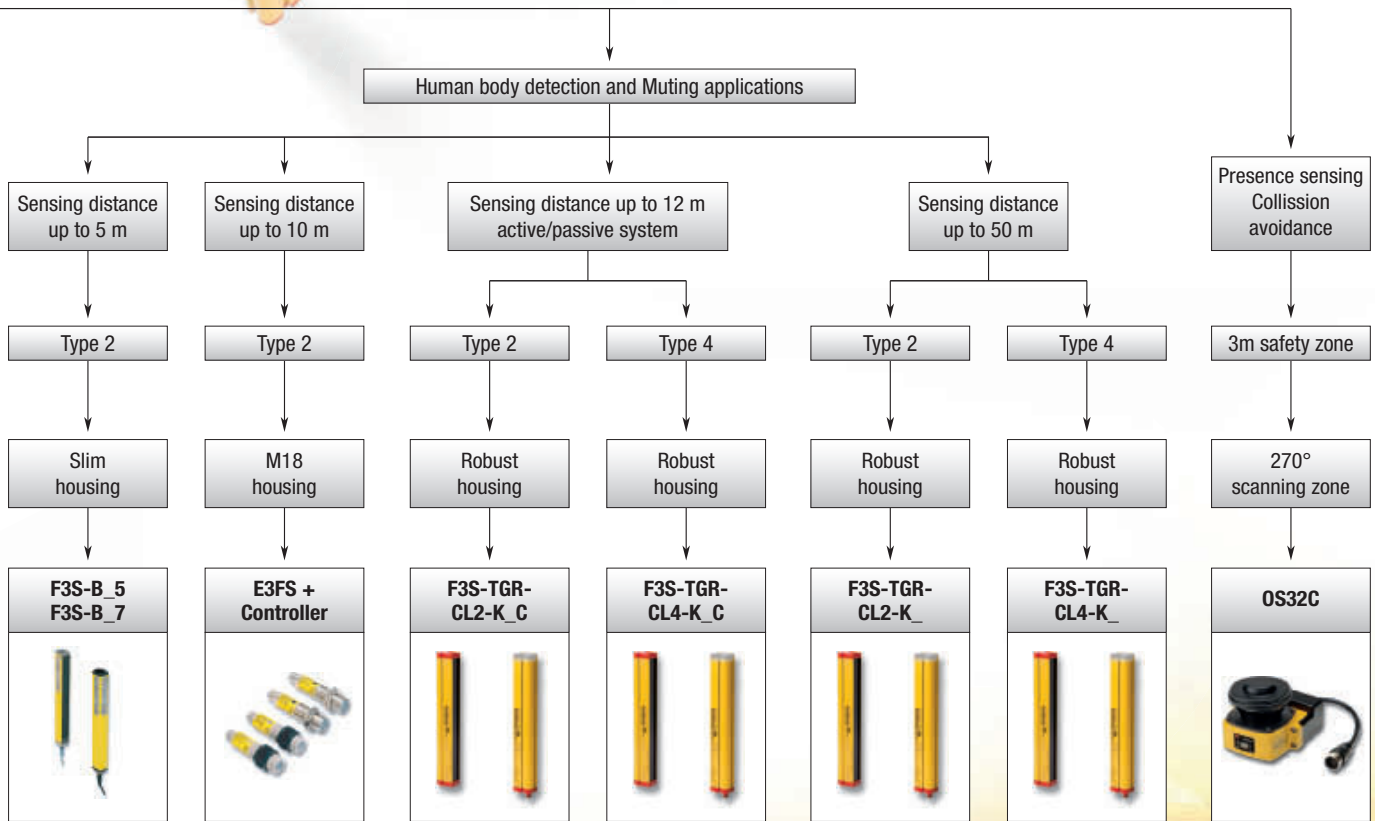 Human body detection and Muting applications
Sensing distance
up to 5 m
Sensing distance
up to 10 m
Sensing distance up to 12 m
active/passive system
Sensing distance
up to 50 m
Presence sensing
Collission
avoidance
Type 2
Type 2
Type 2
Type 4
Type 2
Type 4
3m safety zone
Slim
housing
M18
housing
Robust
housing
Robust
housing
Robust
housing
Robust
housing
270°
scanning zone
F3S-B_5
F3S-B_7
E3FS +
Controller
F3S-TGR-
CL2-K_C
F3S-TGR-
CL4-K_C
F3S-TGR-
CL2-K_
F3S-TGR-
CL4-K_
OS32C